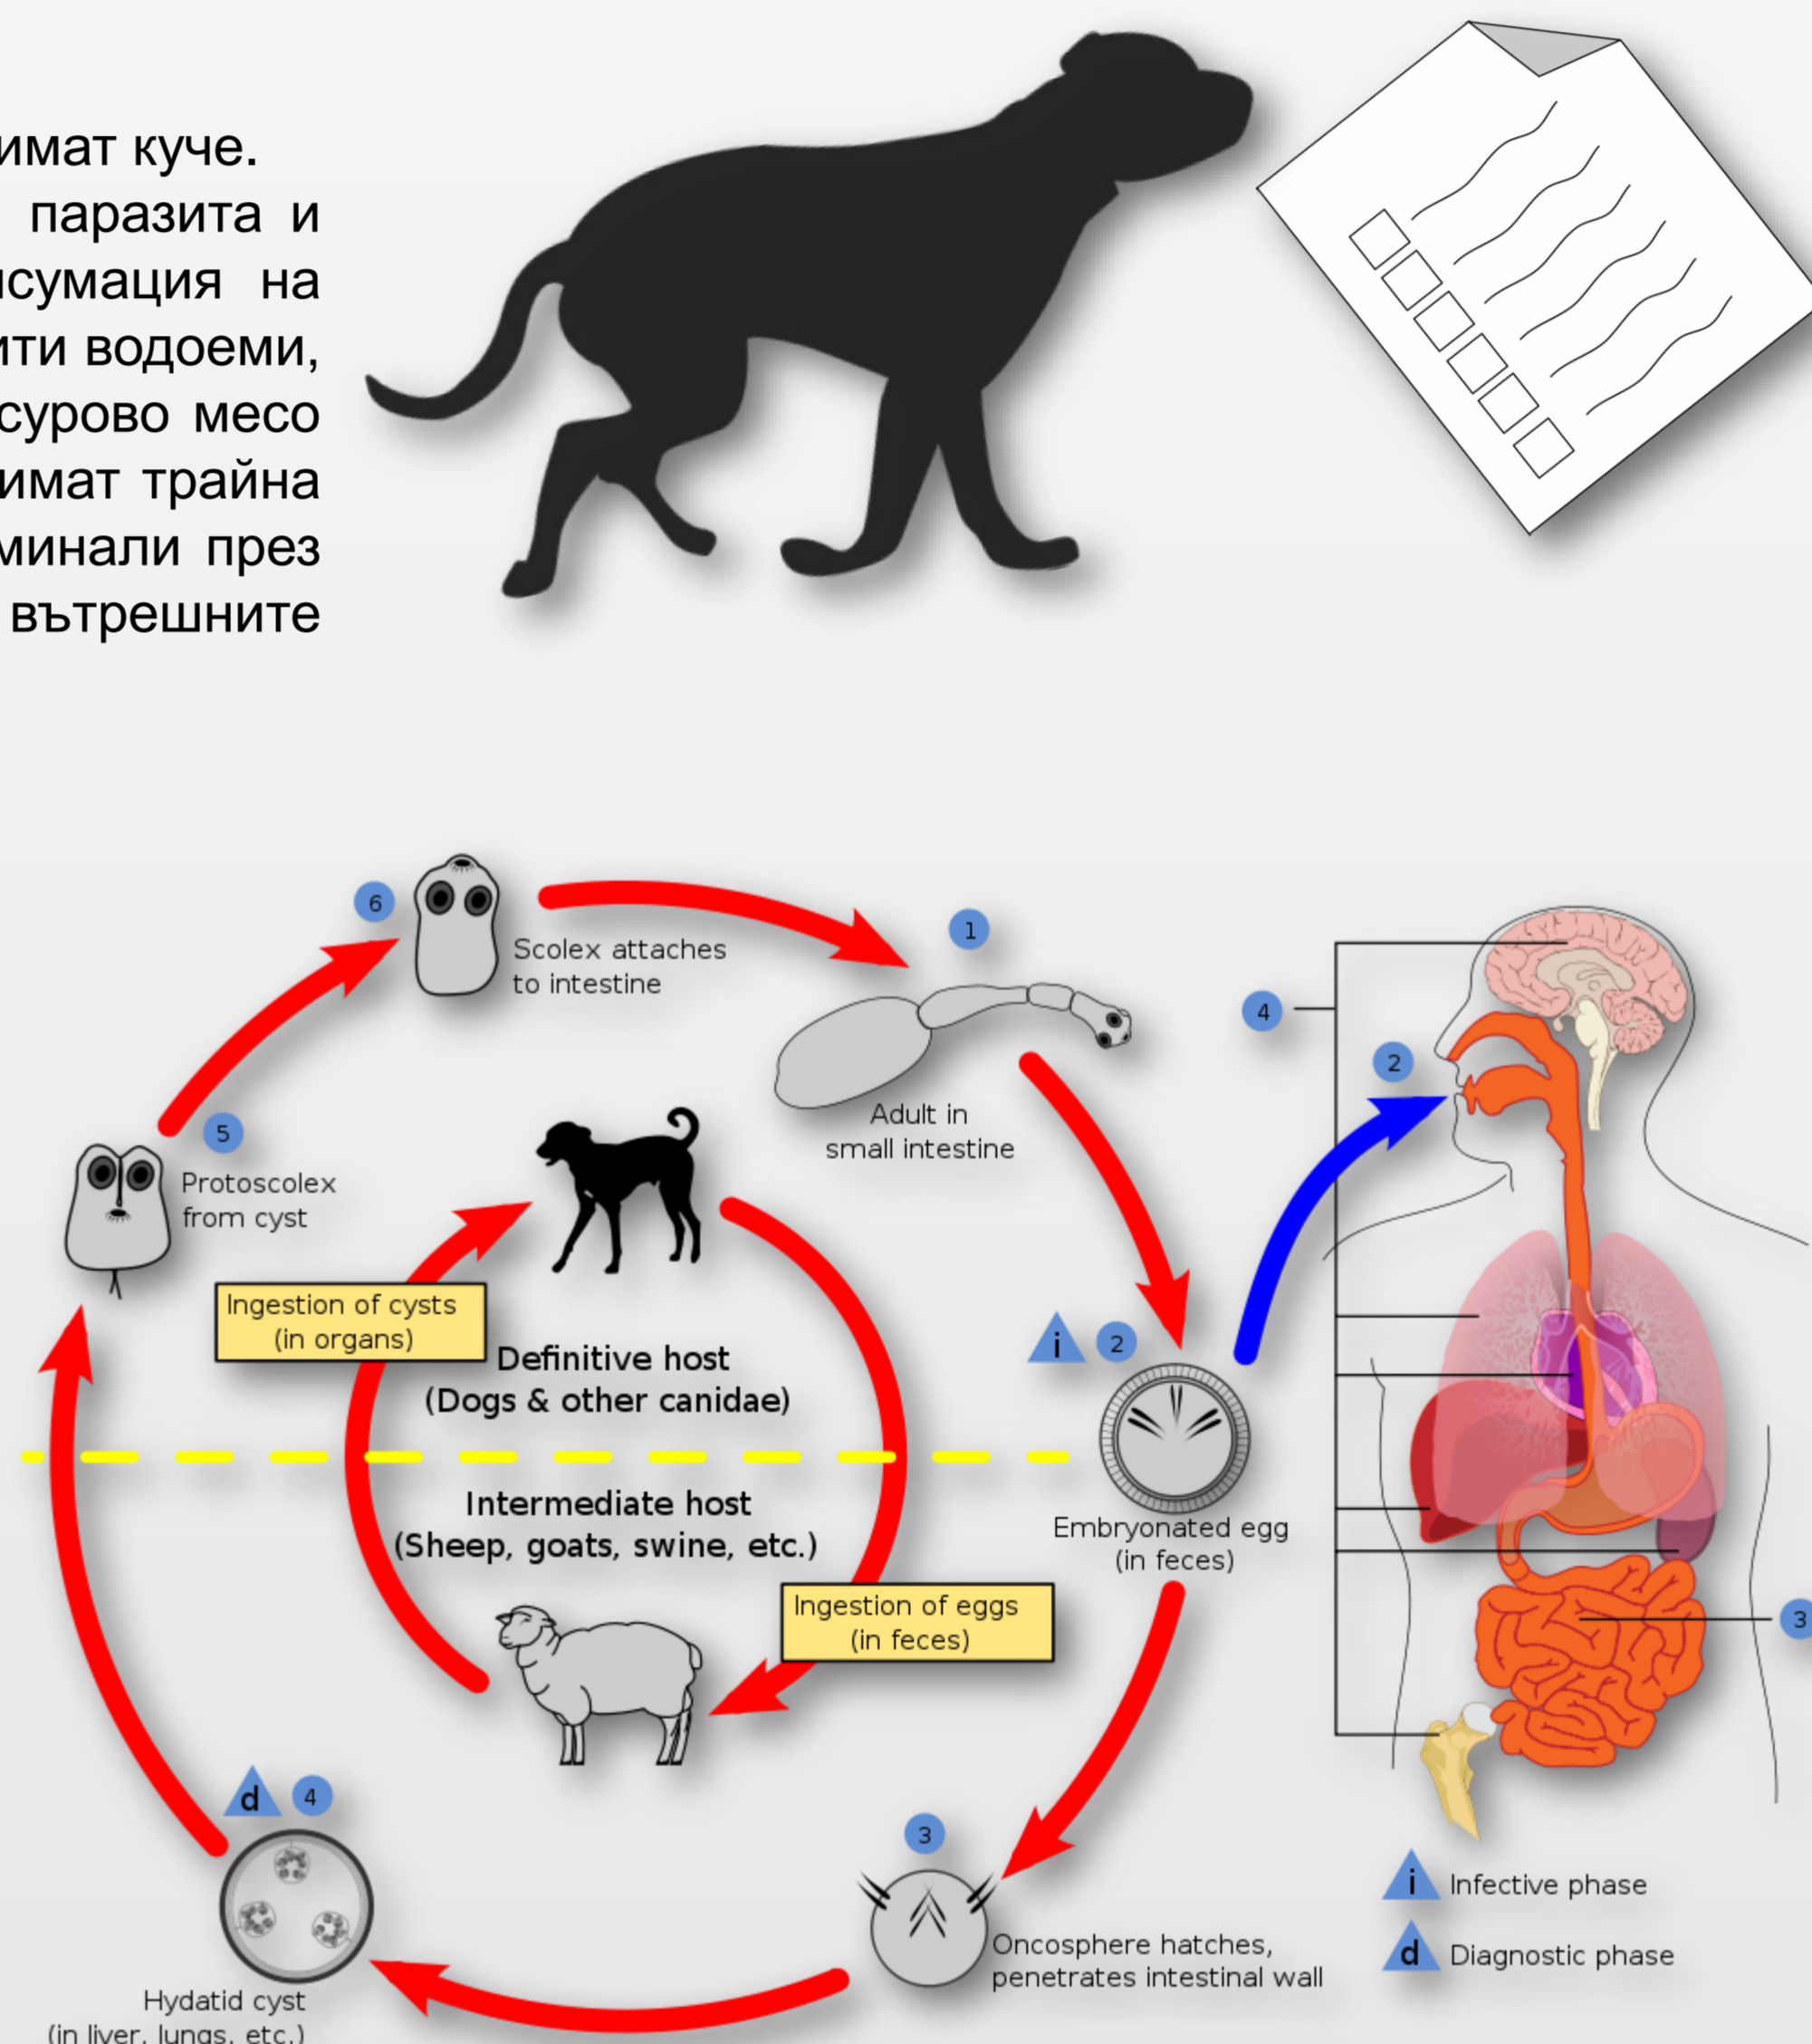 имат куче.
паразита и
нсумация на
ити водоеми,
сурово месо
имат трайна
минали през
вътрешните
6
Scolex attaches
to intestine
1
Adult in
small intestine
4
2
5
Protoscolex
from cyst
Ingestion of cysts
(in organs)
Definitive host
(Dogs & other canidae)
i 2
Intermediate host
(Sheep, goats, swine, etc.)
Embryonated egg
(in feces)
Ingestion of eggs
(in feces)
3
d 4
3
Oncosphere hatches,
penetrates intestinal wall
Hydatid cyst
(in liver, lungs, etc.)
i Infective phase
d Diagnostic phase